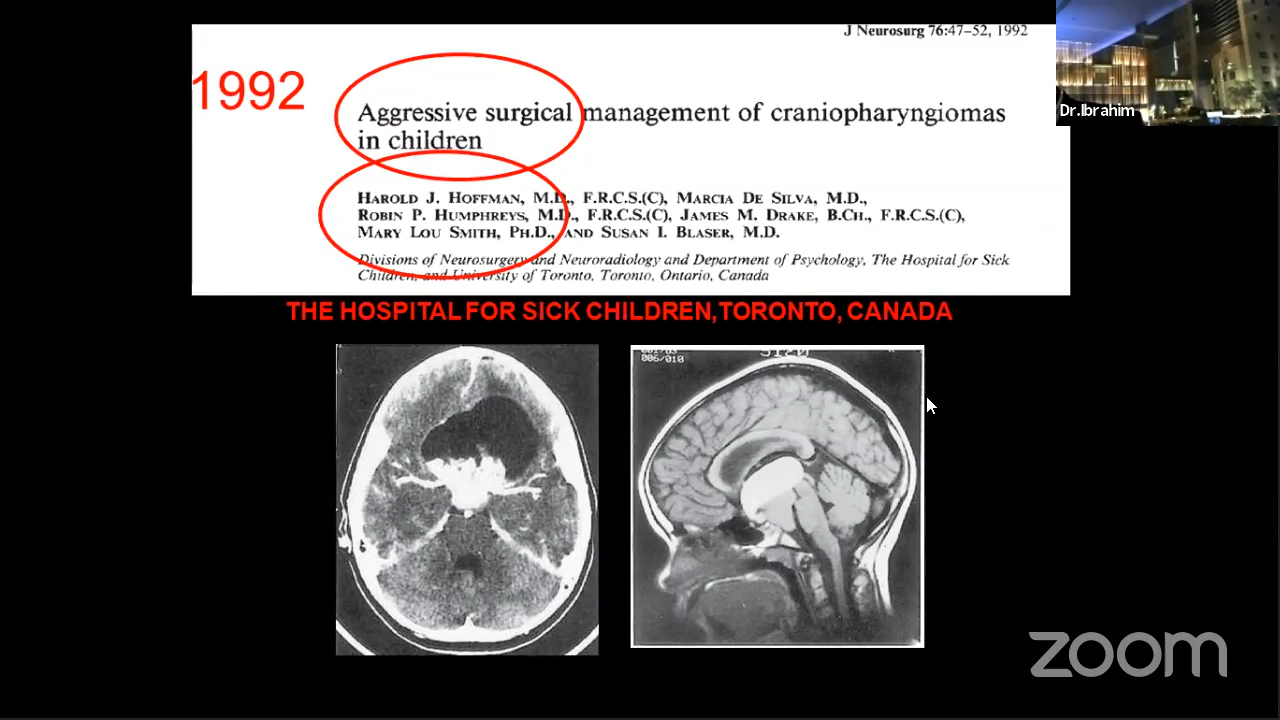 J Neurosurg 76:47–52, 1992
1992
Aggressive surgical management of craniopharyngiomas
in children
HAROLD J. HOFFMAN, M.D., F.R.C.S.(C), MARCIA DE SILVA, M.D.,
ROBIN P. HUMPHREYS, M.D., F.R.C.S.(C), JAMES M. DRAKE, B.CH., F.R.C.S.(C),
MARY LOU SMITH, PH.D., AND SUSAN I. BLASER, M.D.
Divisions of Neurosurgery and Neuroradiology and Department of Psychology, The Hospital for Sick
Children, and University of Toronto, Toronto, Ontario, Canada
THE HOSPITAL FOR SICK CHILDREN,TORONTO, CANADA
006/010
Dr.Ibrahim
zoom